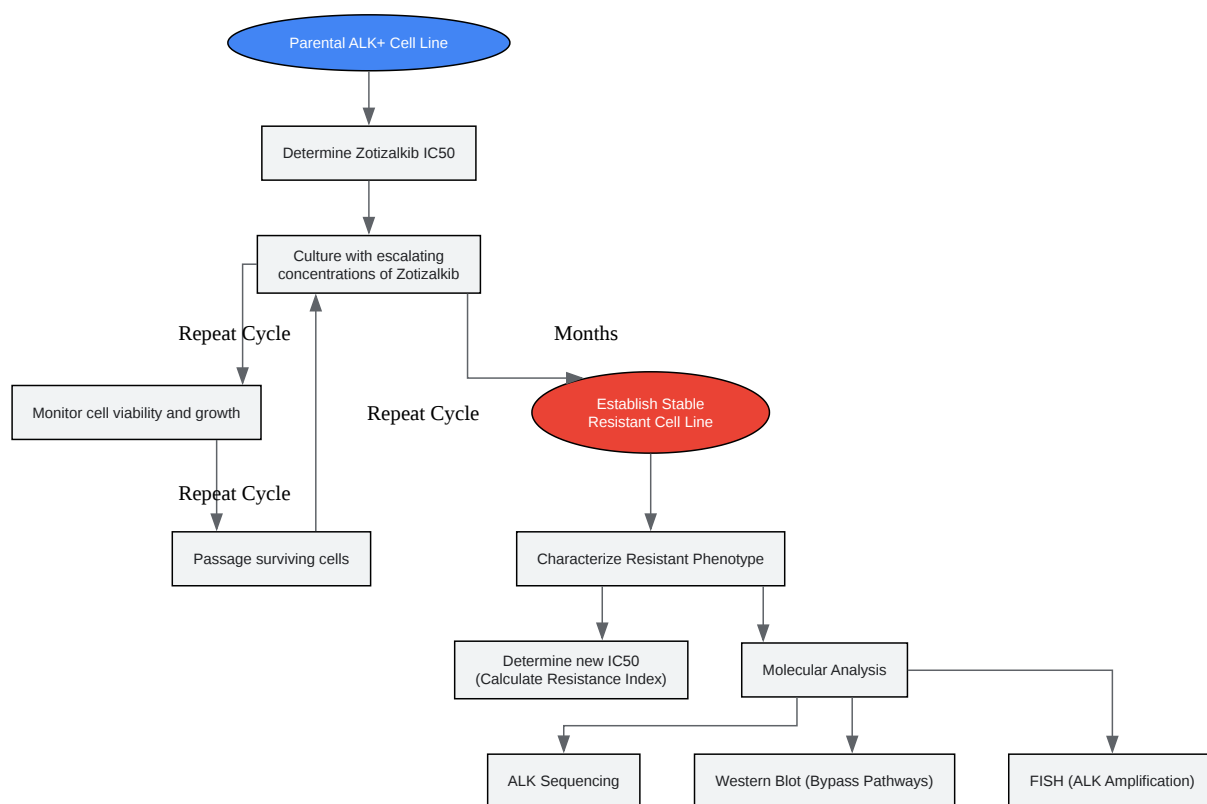 Parental ALK+ Cell Line
Determine Zotizalkib IC50
Culture with escalating
concentrations of Zotizalkib
Repeat Cycle
Months
Monitor cell viability and growth
Repeat Cycle
Establish Stable
Resistant Cell Line
Repeat Cycle
Passage surviving cells
Characterize Resistant Phenotype
Determine new IC50
(Calculate Resistance Index)
Molecular Analysis
ALK Sequencing
Western Blot (Bypass Pathways)
FISH (ALK Amplification)